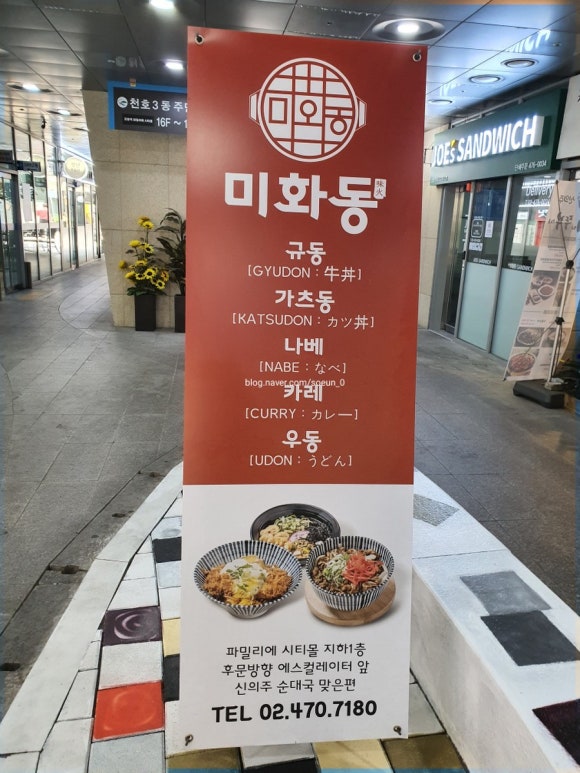 천호3동 주민
16F ~
JOE's SANDWICH
Delivery
미화동
味火
미화동
규동
[GYUDON : 牛丼]
가츠동
[KATSUDON : カツ丼]
나베
[NABE : なべ]
blog.naver.com/soeun_0
카레
[CURRY : カレー]
우동
[UDON : うどん]
파밀리에 시티몰 지하1층
후문방향 에스컬레이터 앞
신의주 순대국 맞은편
TEL 02.470.7180